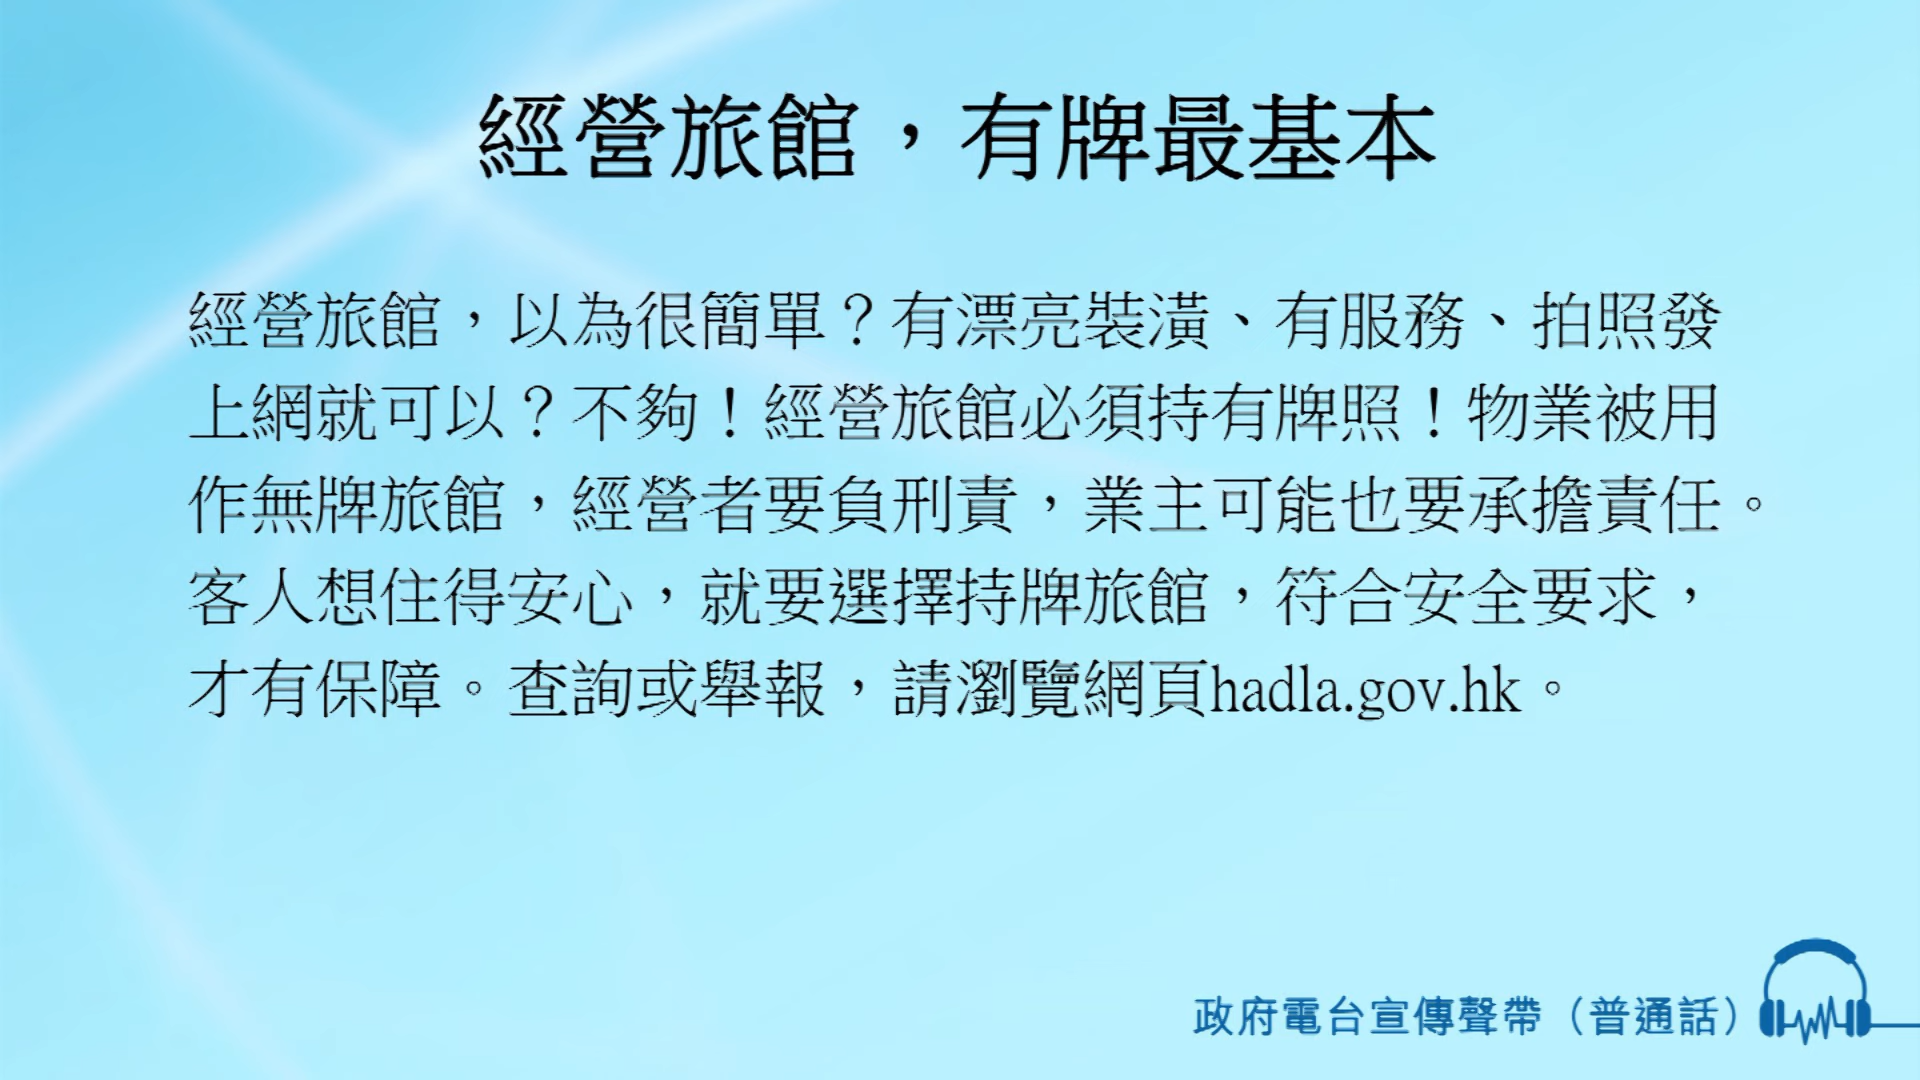 經營旅館，有牌最基本
經營旅館，以為很簡單？有漂亮裝潢、有服務、拍照發
上網就可以？不夠！經營旅館必須持有牌照！物業被用
作無牌旅館，經營者要負刑責，業主可能也要承擔責任。
客人想住得安心，就要選擇持牌旅館，符合安全要求，
才有保障。查詢或舉報，請瀏覽網頁hadla.gov.hk。
政府電台宣傳聲帶（普通話）